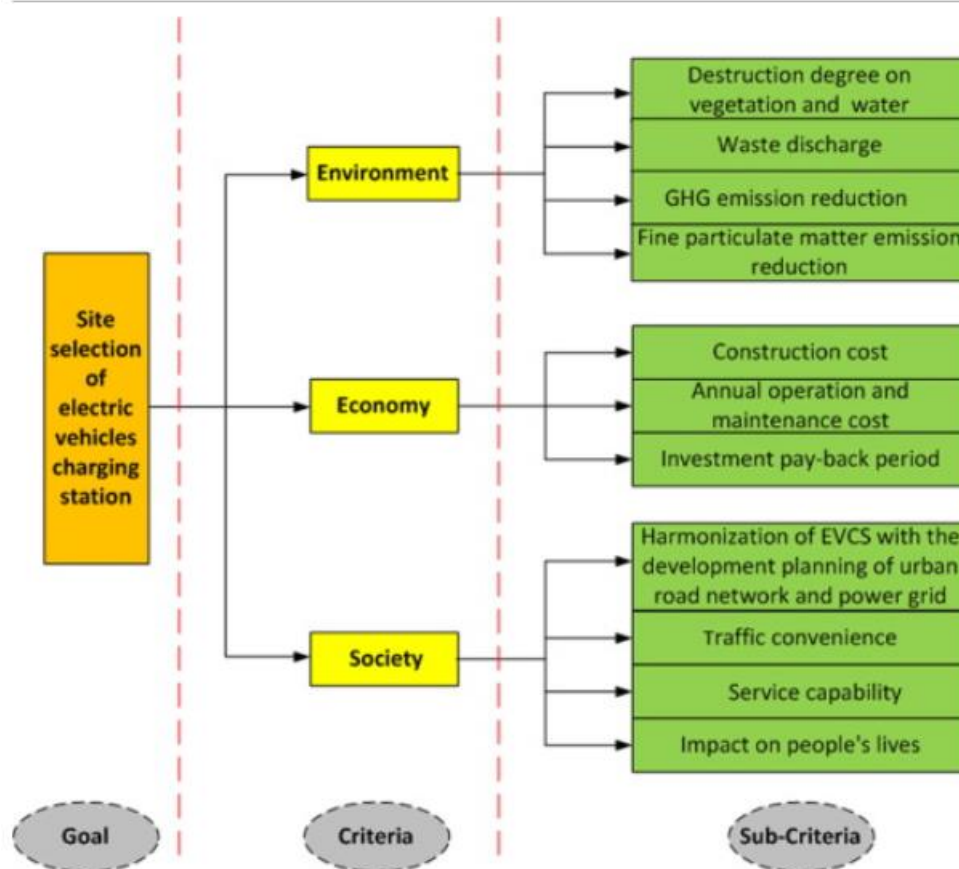 Site
selection
of
electric
vehicles
charging
station
Environment
Economy
Society
Destruction degree on
vegetation and water
Waste discharge
GHG emission reduction
Fine particulate matter emission
reduction
Construction cost
Annual operation and
maintenance cost
Investment pay-back period
Harmonization of EVCS with the
development planning of urban
road network and power grid
Traffic convenience
Service capability
Impact on people's lives
Goal
Criteria
Sub-Criteria